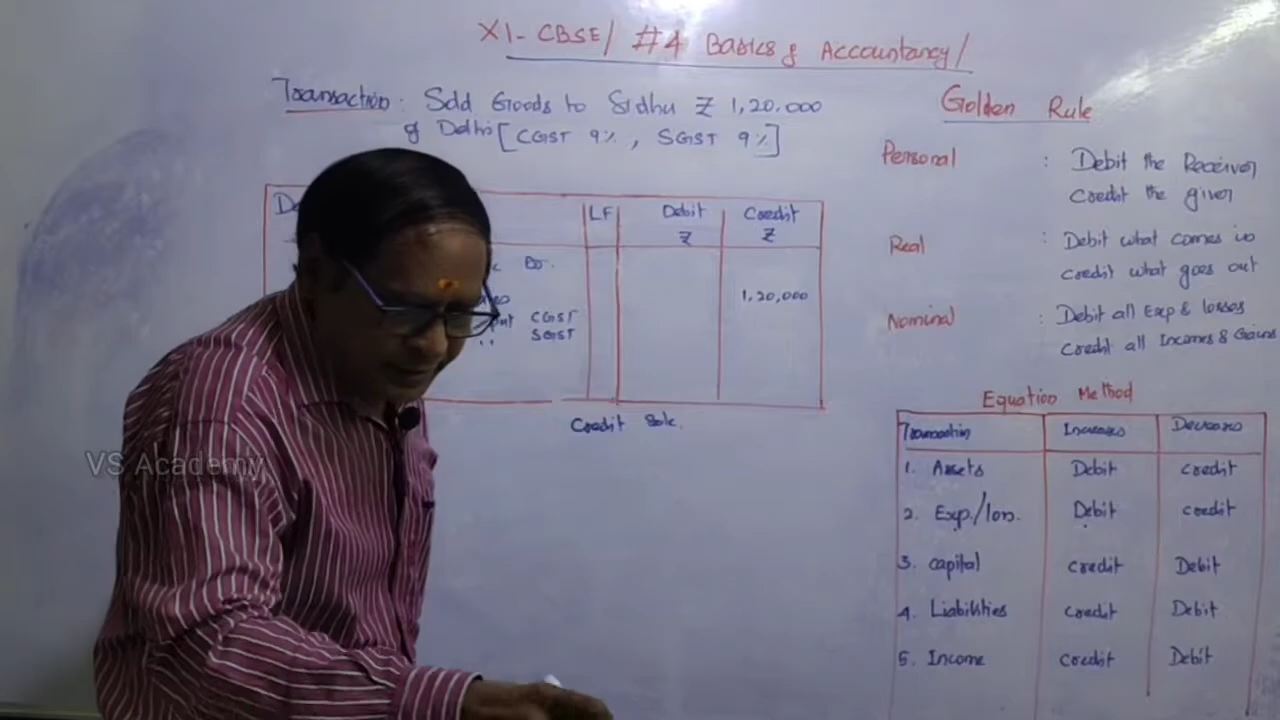 XI - CBSE / #4 Basics of Accountancy /
Transaction : Sold Goods to Sidhu ₹ 1,20,000
of Delhi [CGST 9%, SGST 9%]
LF Debit ₹ Credit ₹
Dr.
1,20,000
CGST
" SGST
Credit Sale.
Golden Rule
Personal : Debit the Receiver
Credit the giver
Real : Debit what comes in
Credit what goes out
Nominal : Debit all Exp & losses
Credit all Incomes & Gains
Equation Method
Transaction Increases Decreases
1. Assets Debit Credit
2. Exp./loss. Debit Credit
3. capital Credit Debit
4. Liabilities Credit Debit
5. Income Credit Debit
VS Academy